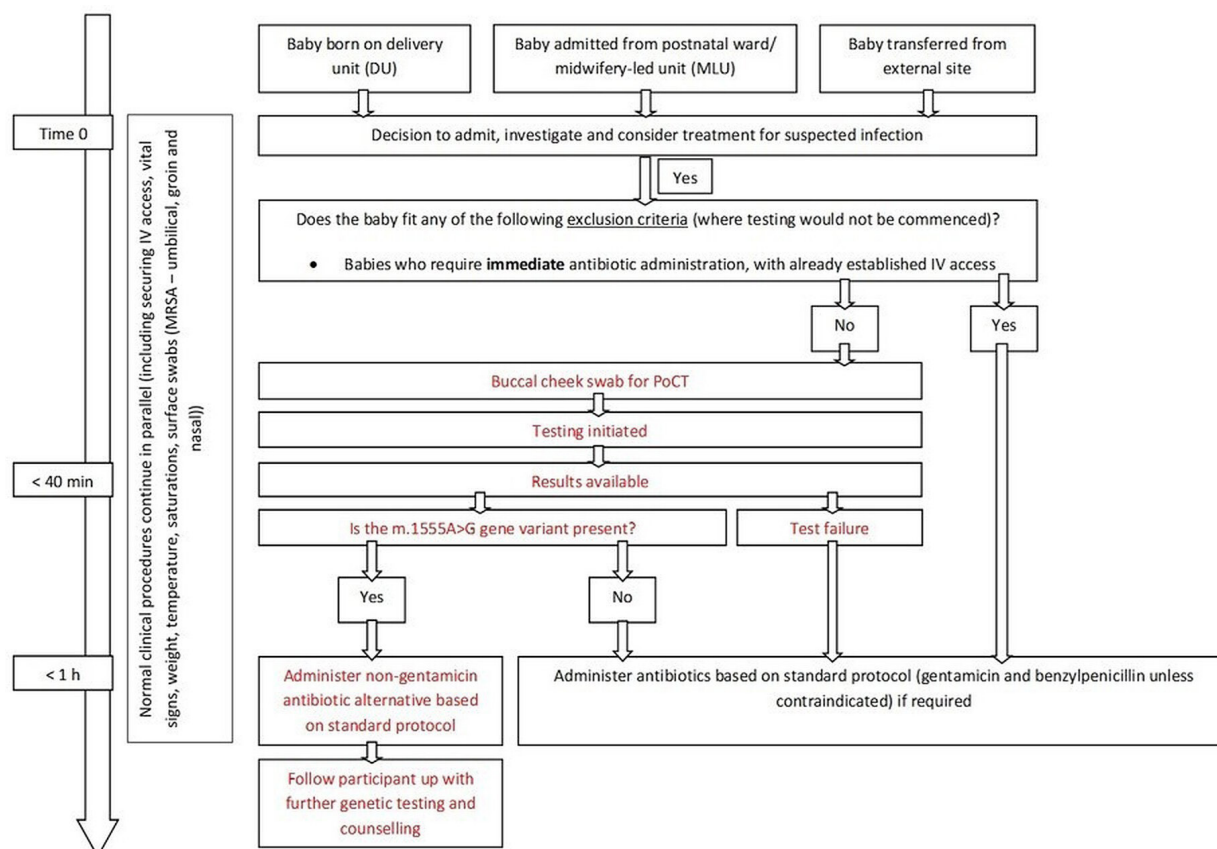 Baby born on delivery
unit (DU)
Baby admitted from postnatal ward/
midwifery-led unit (MLU)
Baby transferred from
external site
Time 0
Decision to admit, investigate and consider treatment for suspected infection
Yes
Does the baby fit any of the following exclusion criteria (where testing would not be commenced)?
• Babies who require immediate antibiotic administration, with already established IV access
No
Yes
Normal clinical procedures continue in parallel (including securing IV access, vital
signs, weight, temperature, saturations, surface swabs (MRSA – umbilical, groin and
nasal))
Buccal cheek swab for PoCT
Testing initiated
< 40 min
Results available
Is the m.1555A>G gene variant present?
Test failure
Yes
No
< 1 h
Administer non-gentamicin
antibiotic alternative based
on standard protocol
Administer antibiotics based on standard protocol (gentamicin and benzylpenicillin unless
contraindicated) if required
Follow participant up with
further genetic testing and
counselling